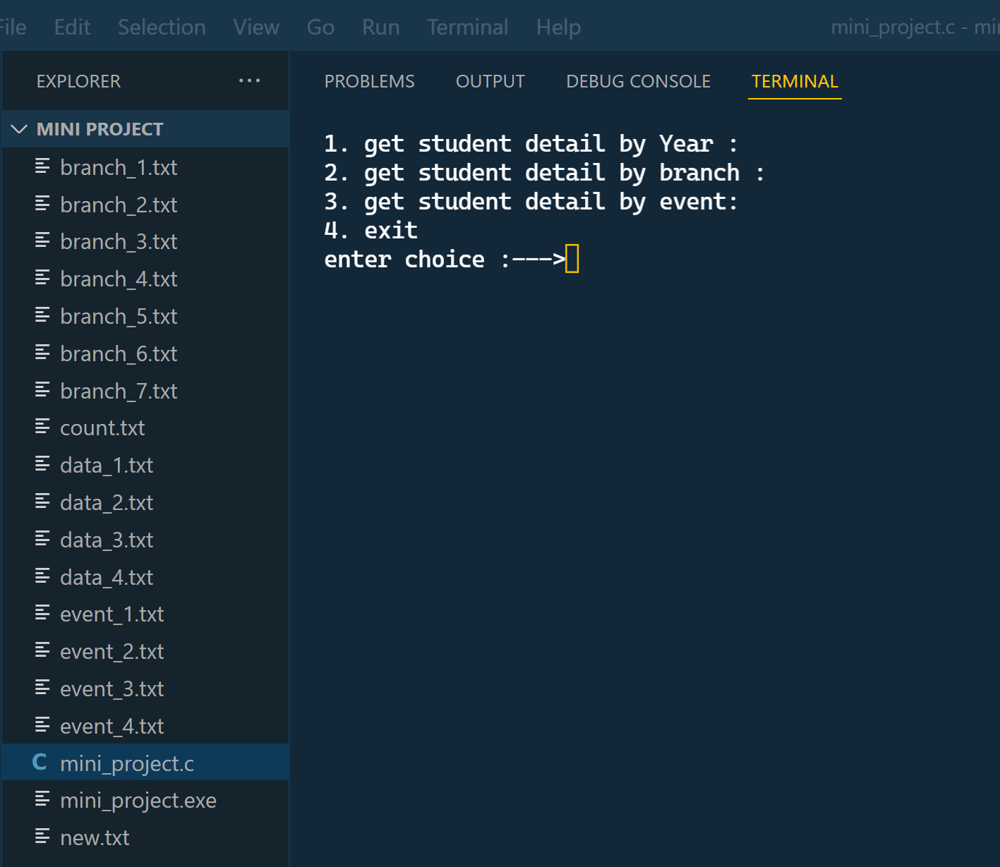 File Edit Selection View Go Run Terminal Help mini_project.c -
EXPLORER ...
MINI PROJECT
branch_1.txt
branch_2.txt
branch_3.txt
branch_4.txt
branch_5.txt
branch_6.txt
branch_7.txt
count.txt
data_1.txt
data_2.txt
data_3.txt
data_4.txt
event_1.txt
event_2.txt
event_3.txt
event_4.txt
C mini_project.c
mini_project.exe
new.txt
PROBLEMS OUTPUT DEBUG CONSOLE TERMINAL
1. get student detail by Year :
2. get student detail by branch :
3. get student detail by event:
4. exit
enter choice :--->